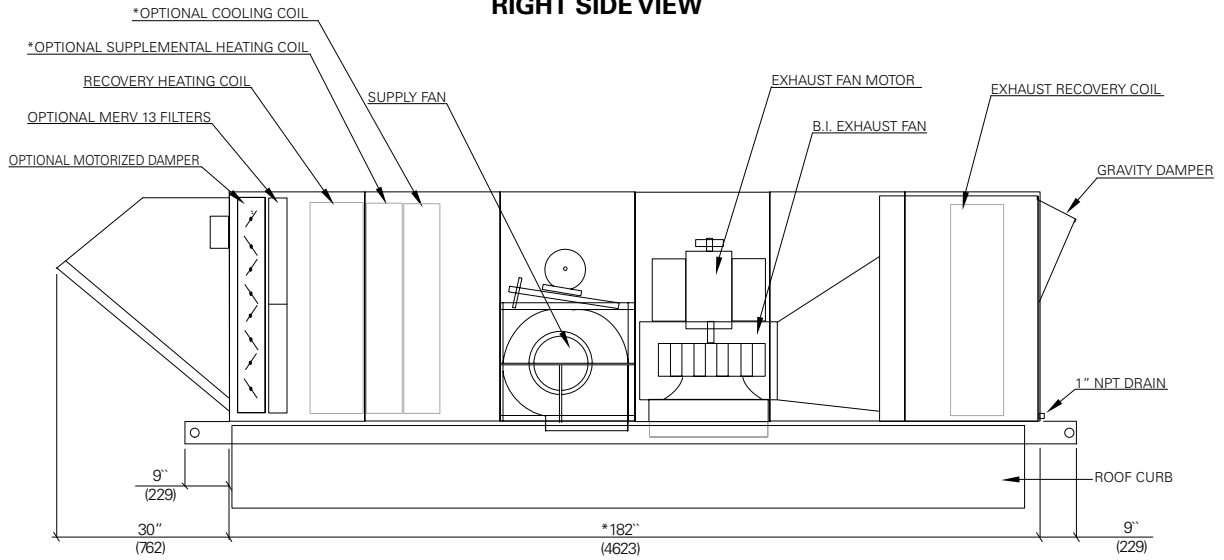 RIGHT SIDE VIEW
*OPTIONAL COOLING COIL
*OPTIONAL SUPPLEMENTAL HEATING COIL
RECOVERY HEATING COIL
OPTIONAL MERV 13 FILTERS
OPTIONAL MOTORIZED DAMPER
SUPPLY FAN
EXHAUST FAN MOTOR
B.I. EXHAUST FAN
EXHAUST RECOVERY COIL
GRAVITY DAMPER
1” NPT DRAIN
ROOF CURB
9``
(229)
30”
(762)
*182``
(4623)
9``
(229)